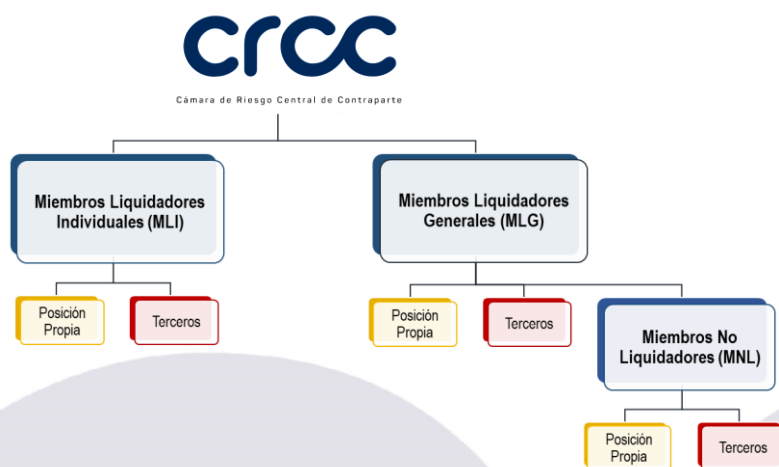 crcc
Cámara de Riesgo Central de Contraparte
Miembros Liquidadores
Individuales (MLI)
Miembros Liquidadores
Generales (MLG)
Posición
Propia
Terceros
Posición
Propia
Terceros
Miembros No
Liquidadores (MNL)
Posición
Propia
Terceros